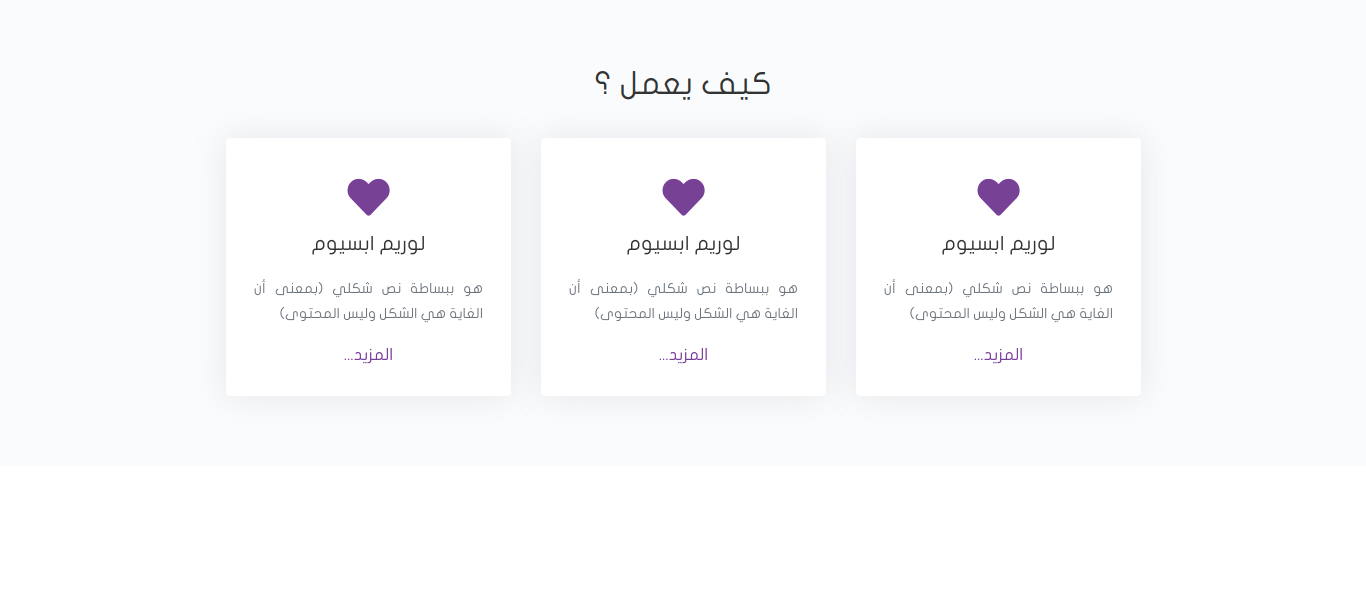 كيف يعمل ؟
لوريم ابسيوم
هو ببساطة نص شكلي (بمعنى أن
الغاية هي الشكل وليس المحتوى)
المزيد...
لوريم ابسيوم
هو ببساطة نص شكلي (بمعنى أن
الغاية هي الشكل وليس المحتوى)
المزيد...
لوريم ابسيوم
هو ببساطة نص شكلي (بمعنى أن
الغاية هي الشكل وليس المحتوى)
المزيد...